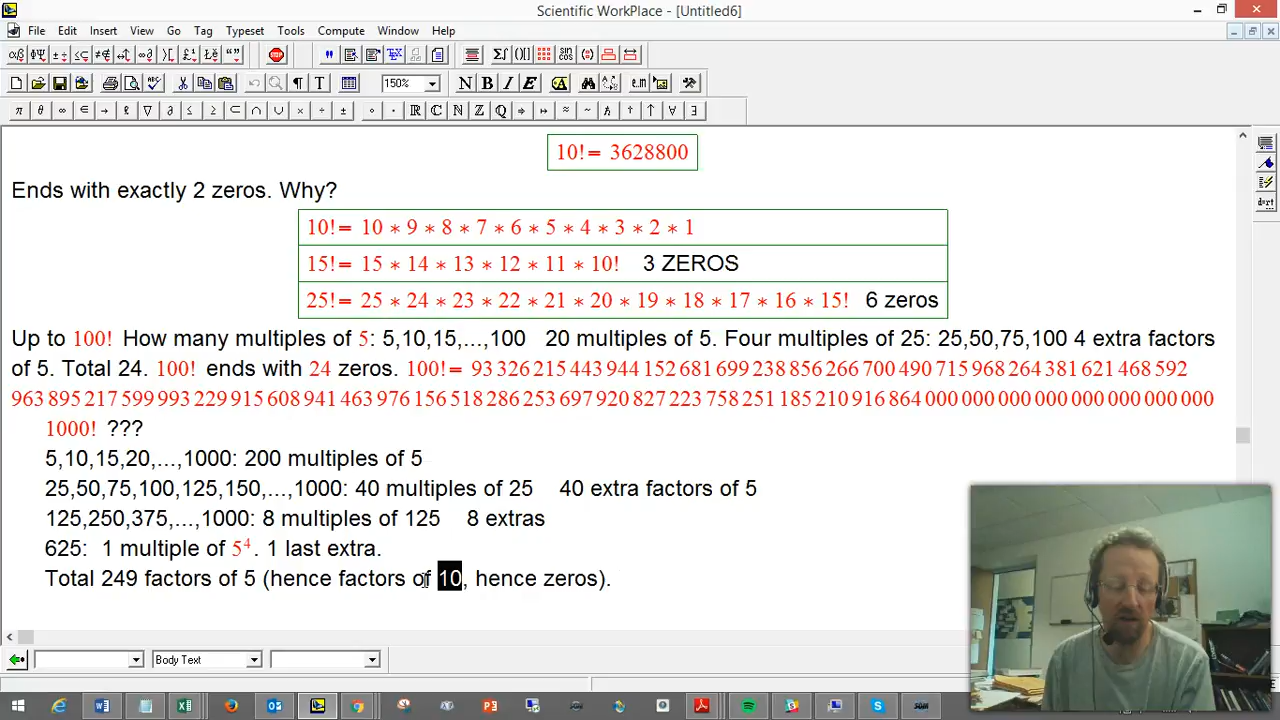 Scientific WorkPlace - [Untitled6]
File Edit Insert View Go Tag Typeset Tools Compute Window Help
150%
N B I E
10!= 3628800
Ends with exactly 2 zeros. Why?
10!= 10 * 9 * 8 * 7 * 6 * 5 * 4 * 3 * 2 * 1
15!= 15 * 14 * 13 * 12 * 11 * 10! 3 ZEROS
25!= 25 * 24 * 23 * 22 * 21 * 20 * 19 * 18 * 17 * 16 * 15! 6 zeros
Up to 100! How many multiples of 5: 5,10,15,...,100 20 multiples of 5. Four multiples of 25: 25,50,75,100 4 extra factors
of 5. Total 24. 100! ends with 24 zeros. 100!= 93 326 215 443 944 152 681 699 238 856 266 700 490 715 968 264 381 621 468 592
963 895 217 599 993 229 915 608 941 463 976 156 518 286 253 697 920 827 223 758 251 185 210 916 864 000 000 000 000 000 000 000 000
1000! ???
5,10,15,20,...,1000: 200 multiples of 5
25,50,75,100,125,150,...,1000: 40 multiples of 25 40 extra factors of 5
125,250,375,...,1000: 8 multiples of 125 8 extras
625: 1 multiple of 5⁴. 1 last extra.
Total 249 factors of 5 (hence factors of 10, hence zeros).
Body Text